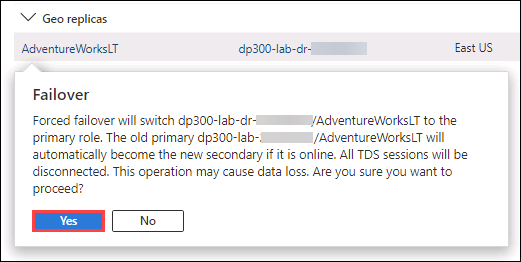 Geo replicas
AdventureWorksLT dp300-lab-dr- East US
Failover
Forced failover will switch dp300-lab-dr- /AdventureWorksLT to the
primary role. The old primary dp300-lab- /AdventureWorksLT will
automatically become the new secondary if it is online. All TDS sessions will be
disconnected. This operation may cause data loss. Are you sure you want to
proceed?
Yes No